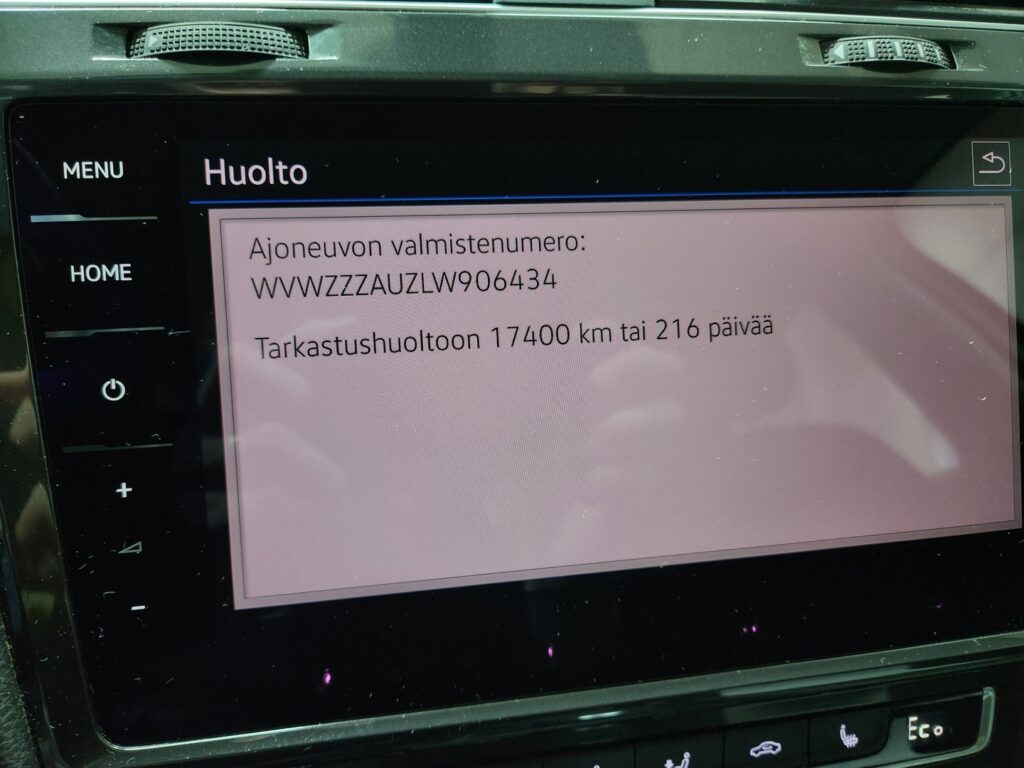 MENU
Huolto
HOME
Ajoneuvon valmistenumero:
WVWZZZAUZLW906434
Tarkastushuoltoon 17400 km tai 216 päivää
+
-
Eco